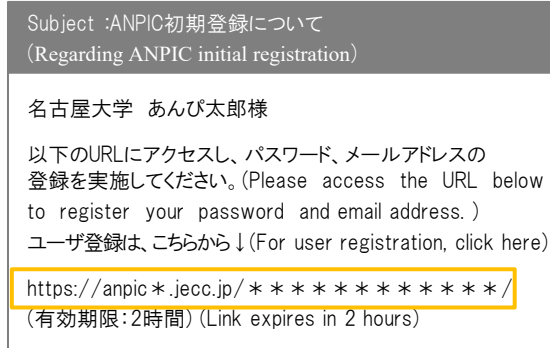 Subject :ANPIC初期登録について
（Regarding ANPIC initial registration）
名古屋大学 あんぴ太郎様
以下のURLにアクセスし、パスワード、メールアドレスの
登録を実施してください。(Please access the URL below
to register your password and email address. )
ユーザ登録は、こちらから↓(For user registration, click here)
https://anpic＊.jecc.jp/＊＊＊＊＊＊＊＊＊＊＊＊/
(有効期限：2時間) (Link expires in 2 hours)